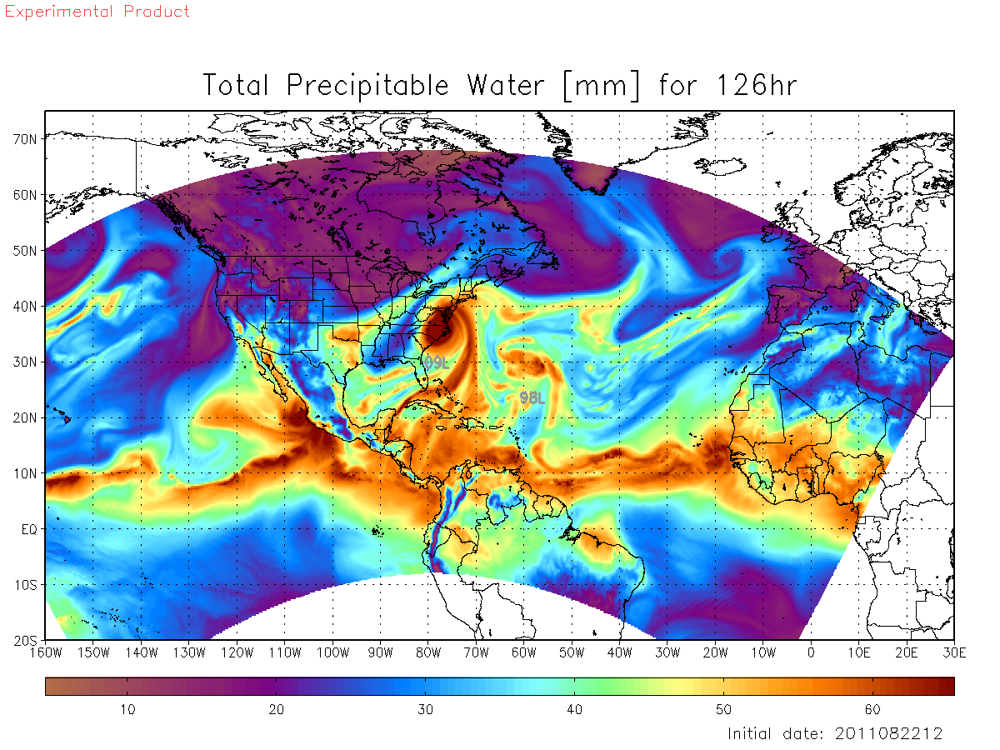 Experimental Product
Total Precipitable Water [mm] for 126hr
70N
60N
50N
40N
30N
09L
98L
20N
10N
EQ
10S
20S
160W 150W 140W 130W 120W 110W 100W 90W 80W 70W 60W 50W 40W 30W 20W 10W 0 10E 20E 30E
10 20 30 40 50 60
Initial date: 2011082212